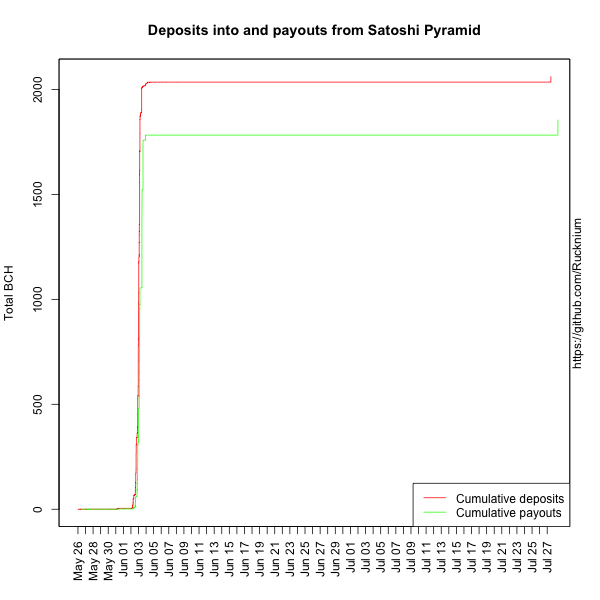 Deposits into and payouts from Satoshi Pyramid
Total BCH
2000
1500
1000
500
0
May 26
May 28
May 30
Jun 01
Jun 03
Jun 05
Jun 07
Jun 09
Jun 11
Jun 13
Jun 15
Jun 17
Jun 19
Jun 21
Jun 23
Jun 25
Jun 27
Jun 29
Jul 01
Jul 03
Jul 05
Jul 07
Jul 09
Jul 11
Jul 13
Jul 15
Jul 17
Jul 19
Jul 21
Jul 23
Jul 25
Jul 27
Cumulative deposits
Cumulative payouts
https://github.com/Rucknium